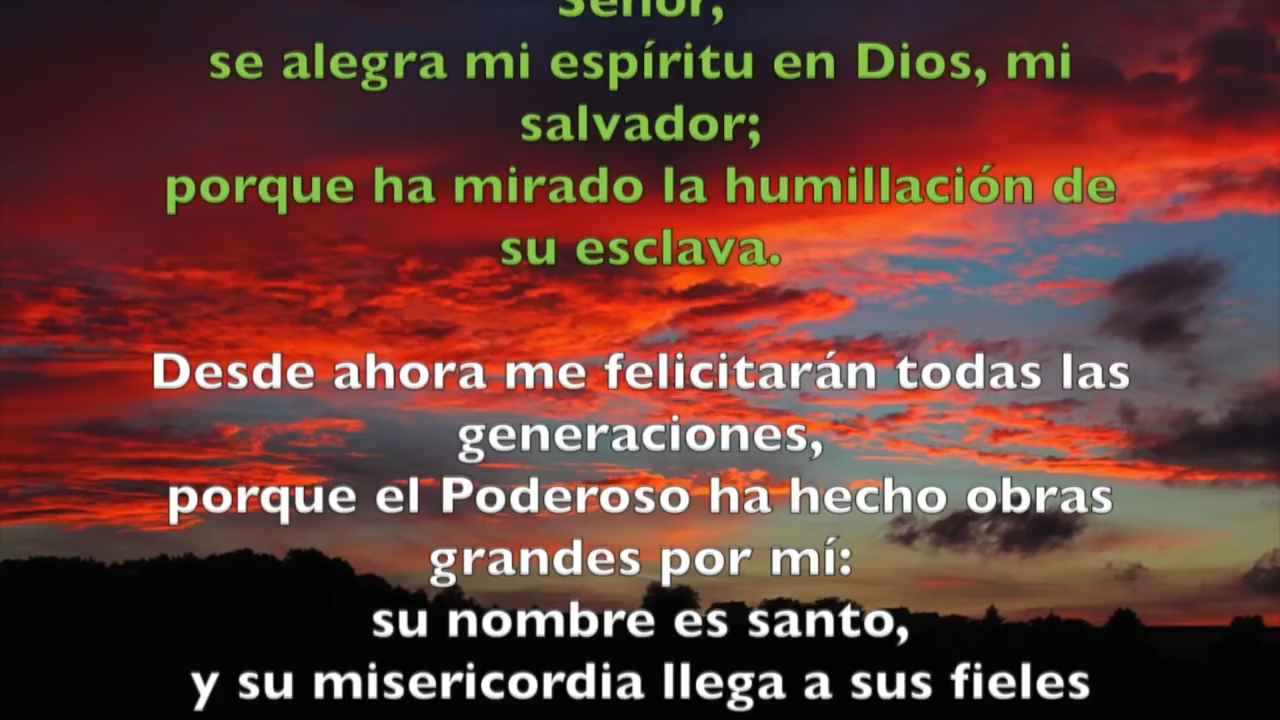 Señor,
se alegra mi espíritu en Dios, mi
salvador;
porque ha mirado la humillación de
su esclava.
Desde ahora me felicitarán todas las
generaciones,
porque el Poderoso ha hecho obras
grandes por mí:
su nombre es santo,
y su misericordia llega a sus fieles